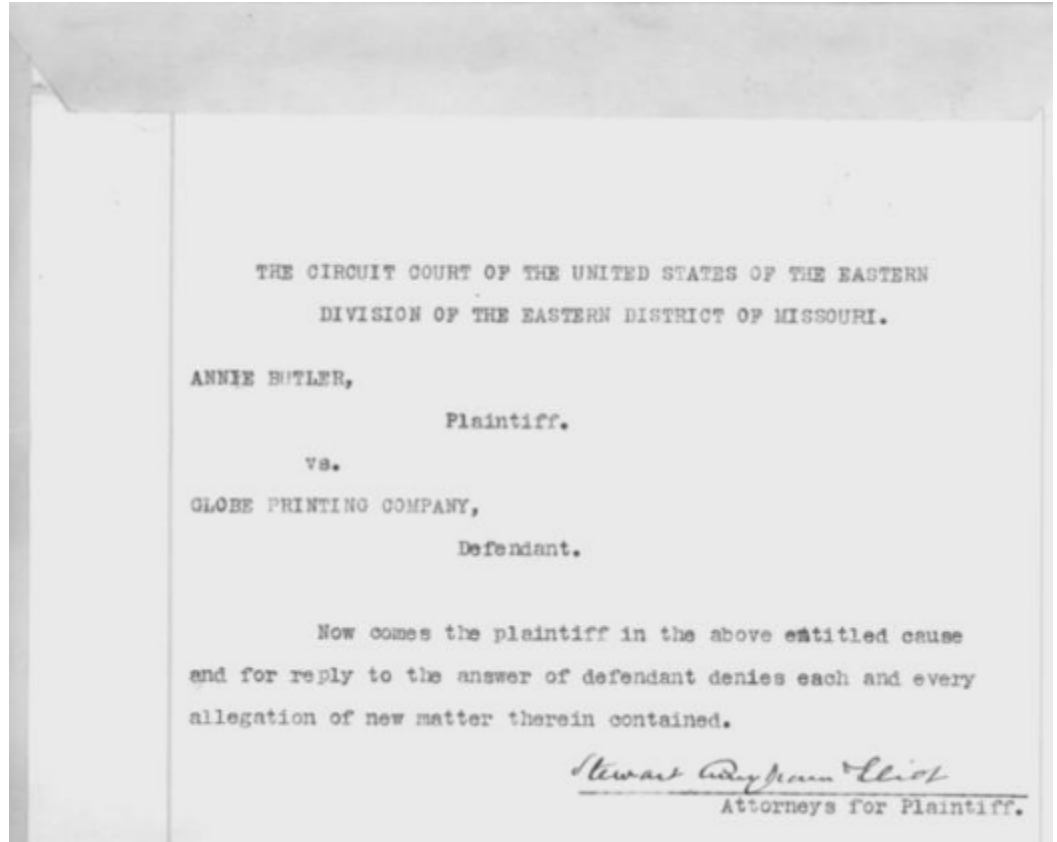 THE CIRCUIT COURT OF THE UNITED STATES OF THE EASTERN
DIVISION OF THE EASTERN DISTRICT OF MISSOURI.
ANNIE BUTLER,
Plaintiff.
vs.
GLOBE PRINTING COMPANY,
Defendant.
Now comes the plaintiff in the above entitled cause
and for reply to the answer of defendant denies each and every
allegation of new matter therein contained.
Stewart Eliot
Attorneys for Plaintiff.